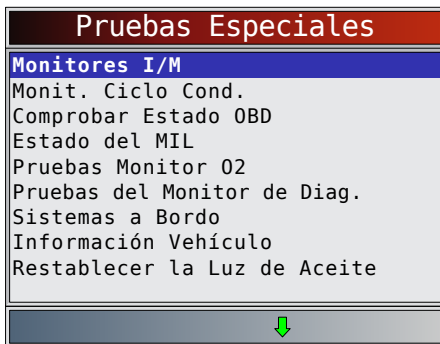 Pruebas Especiales
Monitores I/M
Monit. Ciclo Cond.
Comprobar Estado OBD
Estado del MIL
Pruebas Monitor O2
Pruebas del Monitor de Diag.
Sistemas a Bordo
Información Vehículo
Restablecer la Luz de Aceite